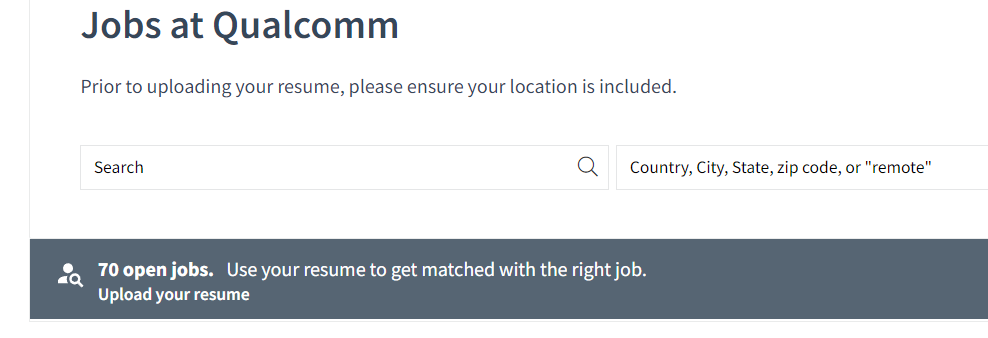 Jobs at Qualcomm
Prior to uploading your resume, please ensure your location is included.
Search
Country, City, State, zip code, or "remote"
70 open jobs. Use your resume to get matched with the right job.
Upload your resume